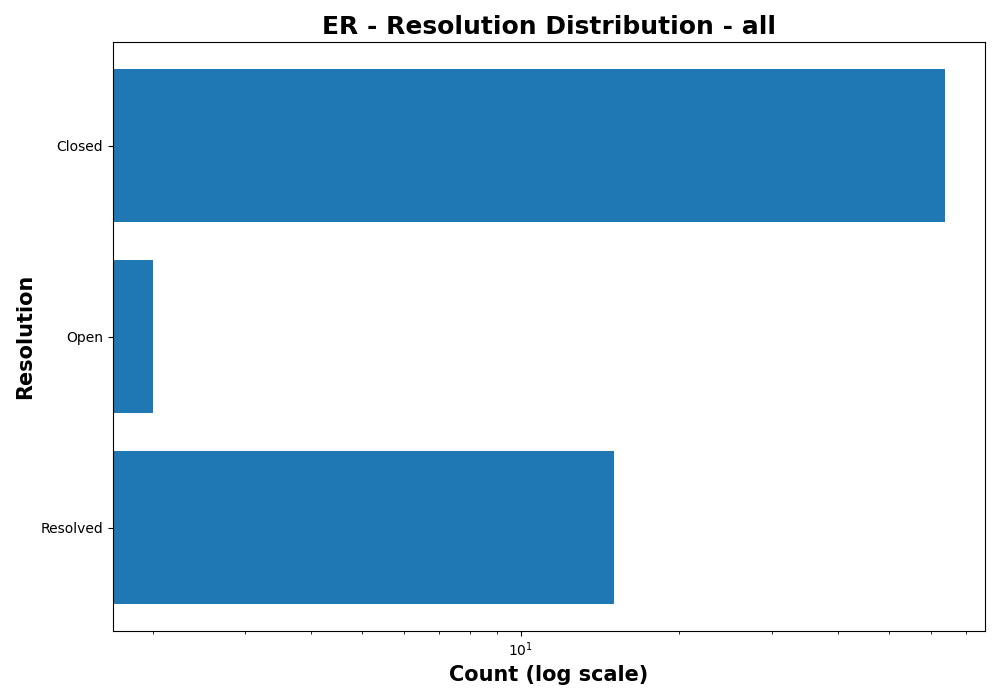 ER - Resolution Distribution - all
Closed
Open
Resolved
Resolution
10¹
Count (log scale)